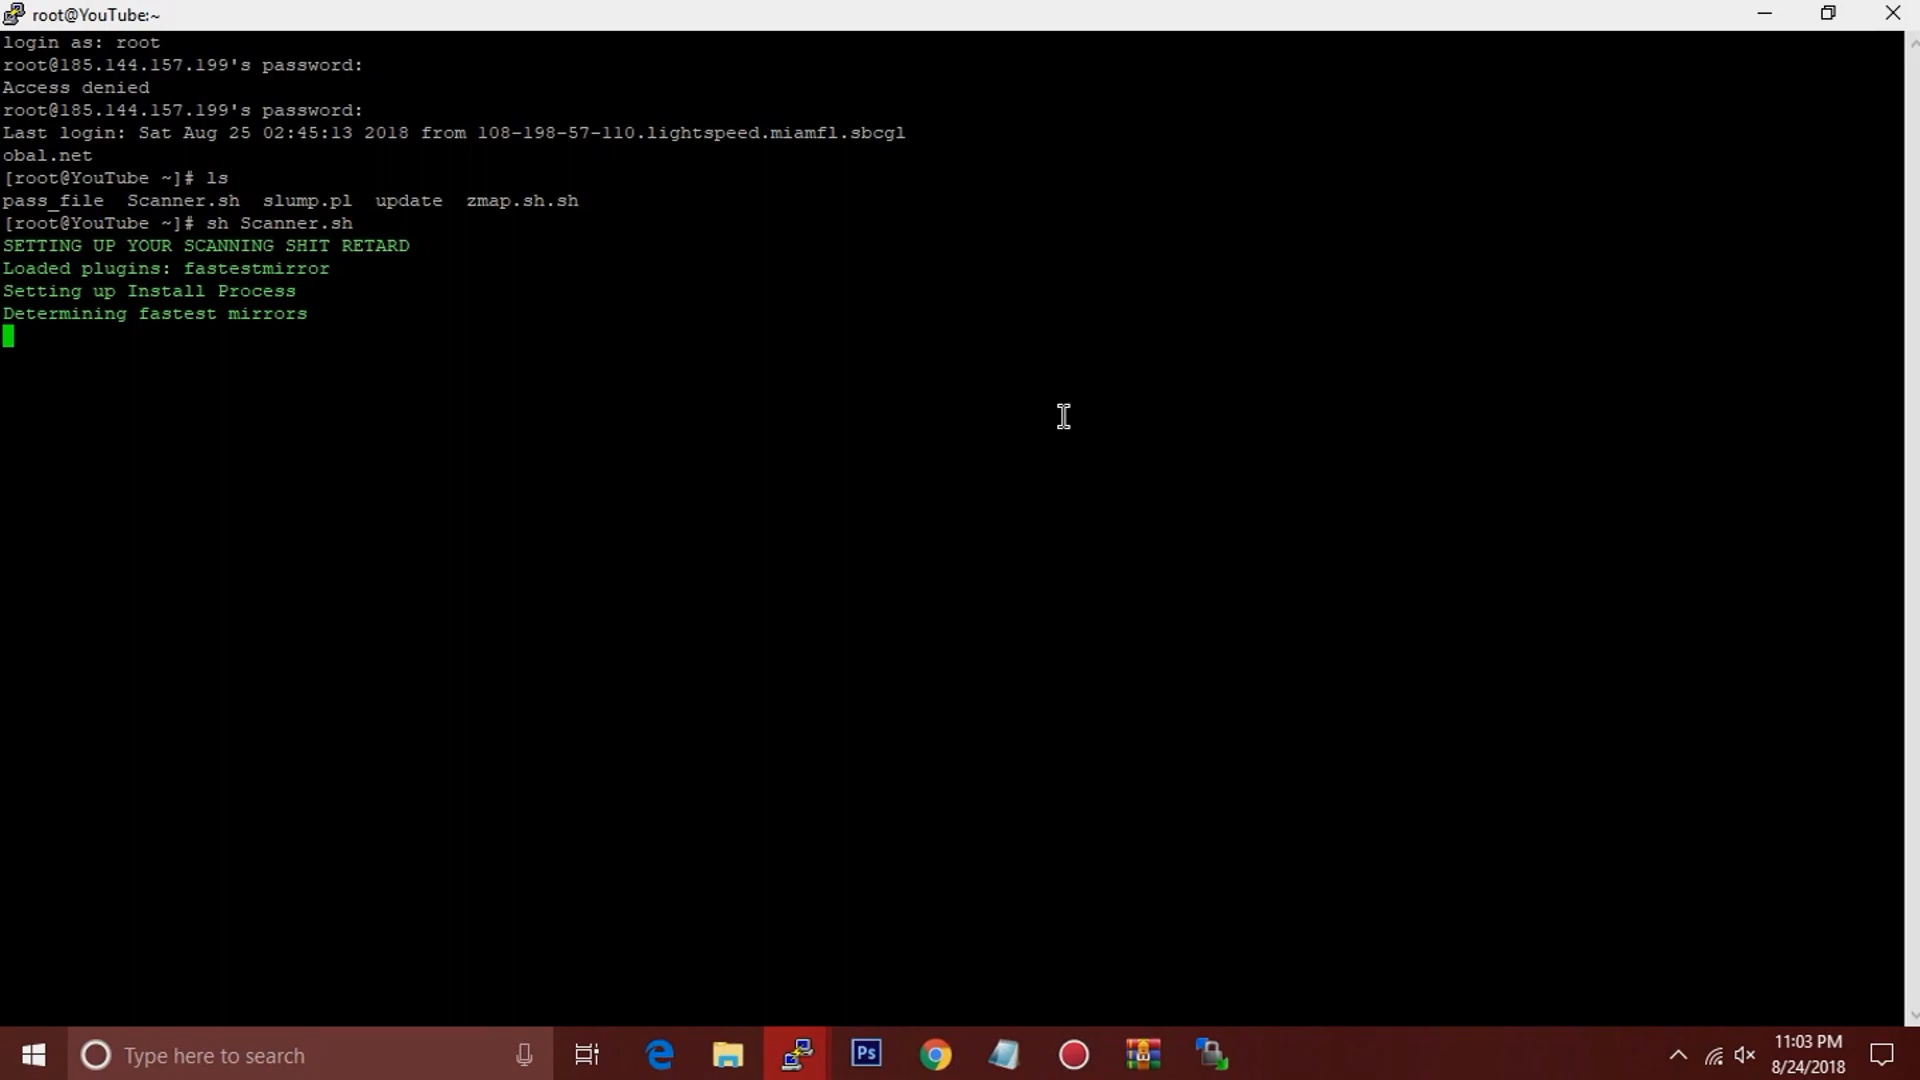 root@YouTube:~
login as: root
root@185.144.157.199's password:
Access denied
root@185.144.157.199's password:
Last login: Sat Aug 25 02:45:13 2018 from 108-198-57-110.lightspeed.miamfl.sbcgl
obal.net
[root@YouTube ~]# ls
pass_file  Scanner.sh  slump.pl  update  zmap.sh.sh
[root@YouTube ~]# sh Scanner.sh
SETTING UP YOUR SCANNING SHIT RETARD
Loaded plugins: fastestmirror
Setting up Install Process
Determining fastest mirrors
Type here to search
Ps
11:03 PM
8/24/2018